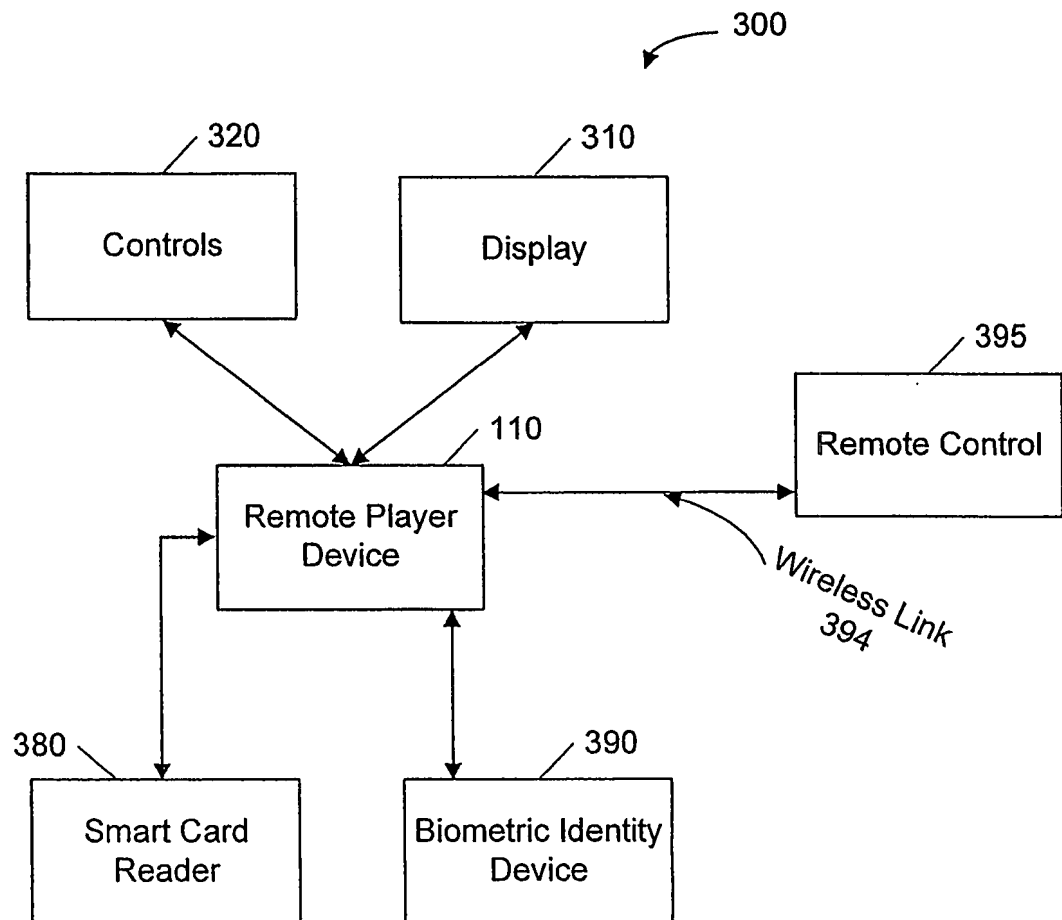 300
320
310
Controls
Display
395
Remote Control
110
Remote Player
Device
Wireless Link
394
380
390
Smart Card
Reader
Biometric Identity
Device